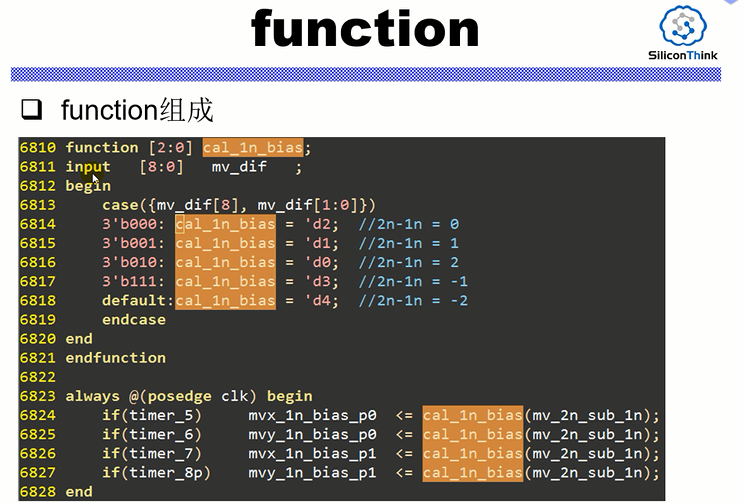 function
SiliconThink
function组成
6810 function [2:0] cal_1n_bias;
6811 input   [8:0]   mv_dif   ;
6812 begin
6813     case({mv_dif[8], mv_dif[1:0]})
6814     3'b000: cal_1n_bias = 'd2;  //2n-1n = 0
6815     3'b001: cal_1n_bias = 'd1;  //2n-1n = 1
6816     3'b010: cal_1n_bias = 'd0;  //2n-1n = 2
6817     3'b111: cal_1n_bias = 'd3;  //2n-1n = -1
6818     default:cal_1n_bias = 'd4;  //2n-1n = -2
6819     endcase
6820 end
6821 endfunction
6822
6823 always @(posedge clk) begin
6824     if(timer_5)     mvx_1n_bias_p0  <= cal_1n_bias(mv_2n_sub_1n);
6825     if(timer_6)     mvy_1n_bias_p0  <= cal_1n_bias(mv_2n_sub_1n);
6826     if(timer_7)     mvx_1n_bias_p1  <= cal_1n_bias(mv_2n_sub_1n);
6827     if(timer_8p)    mvy_1n_bias_p1  <= cal_1n_bias(mv_2n_sub_1n);
6828 end